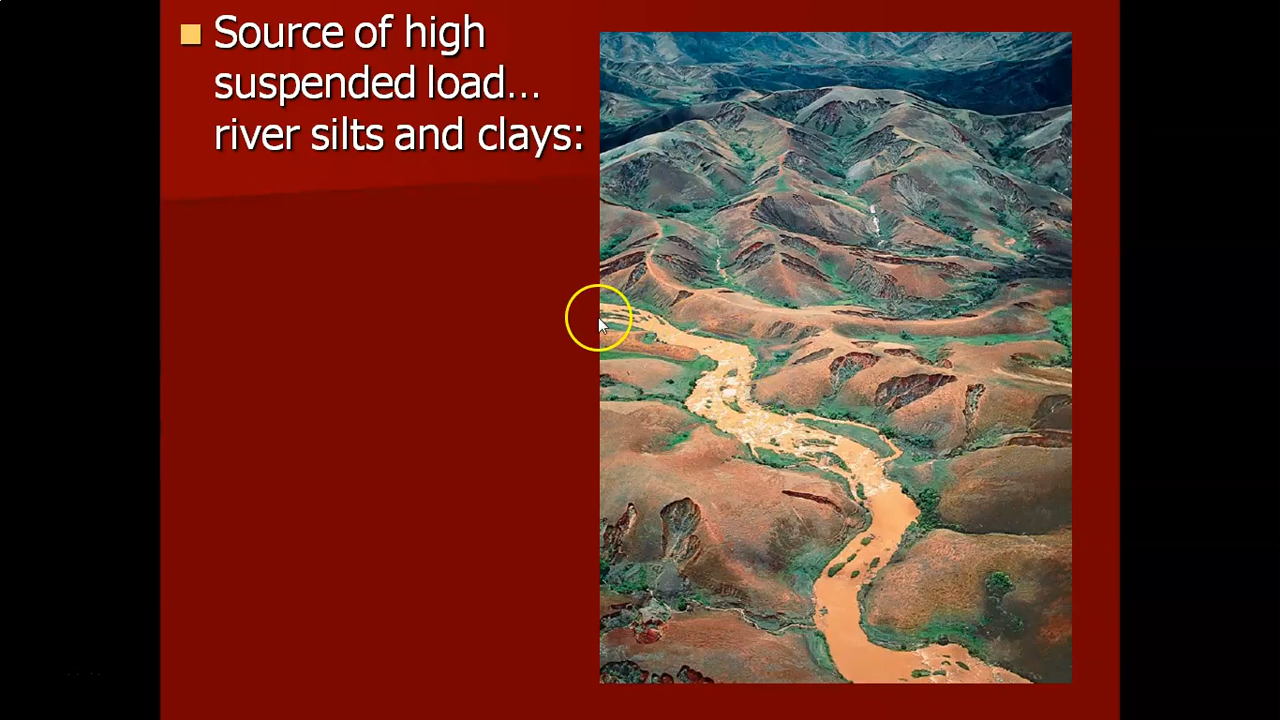 Source of high
suspended load…
river silts and clays: